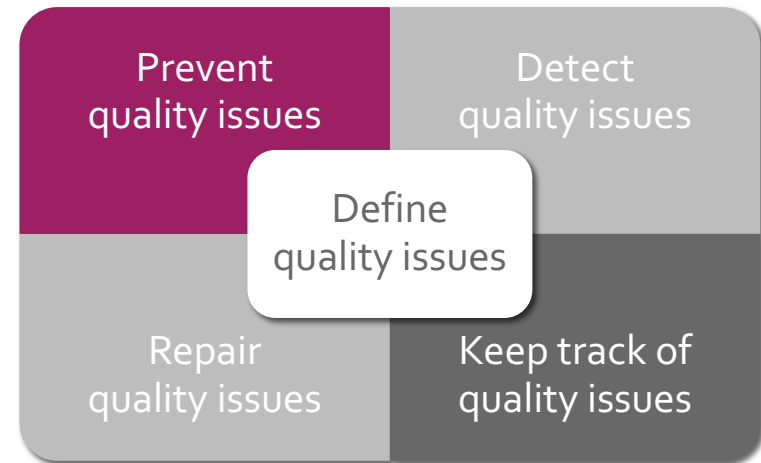 Prevent
quality issues
Detect
quality issues
Define
quality issues
Repair
quality issues
Keep track of
quality issues